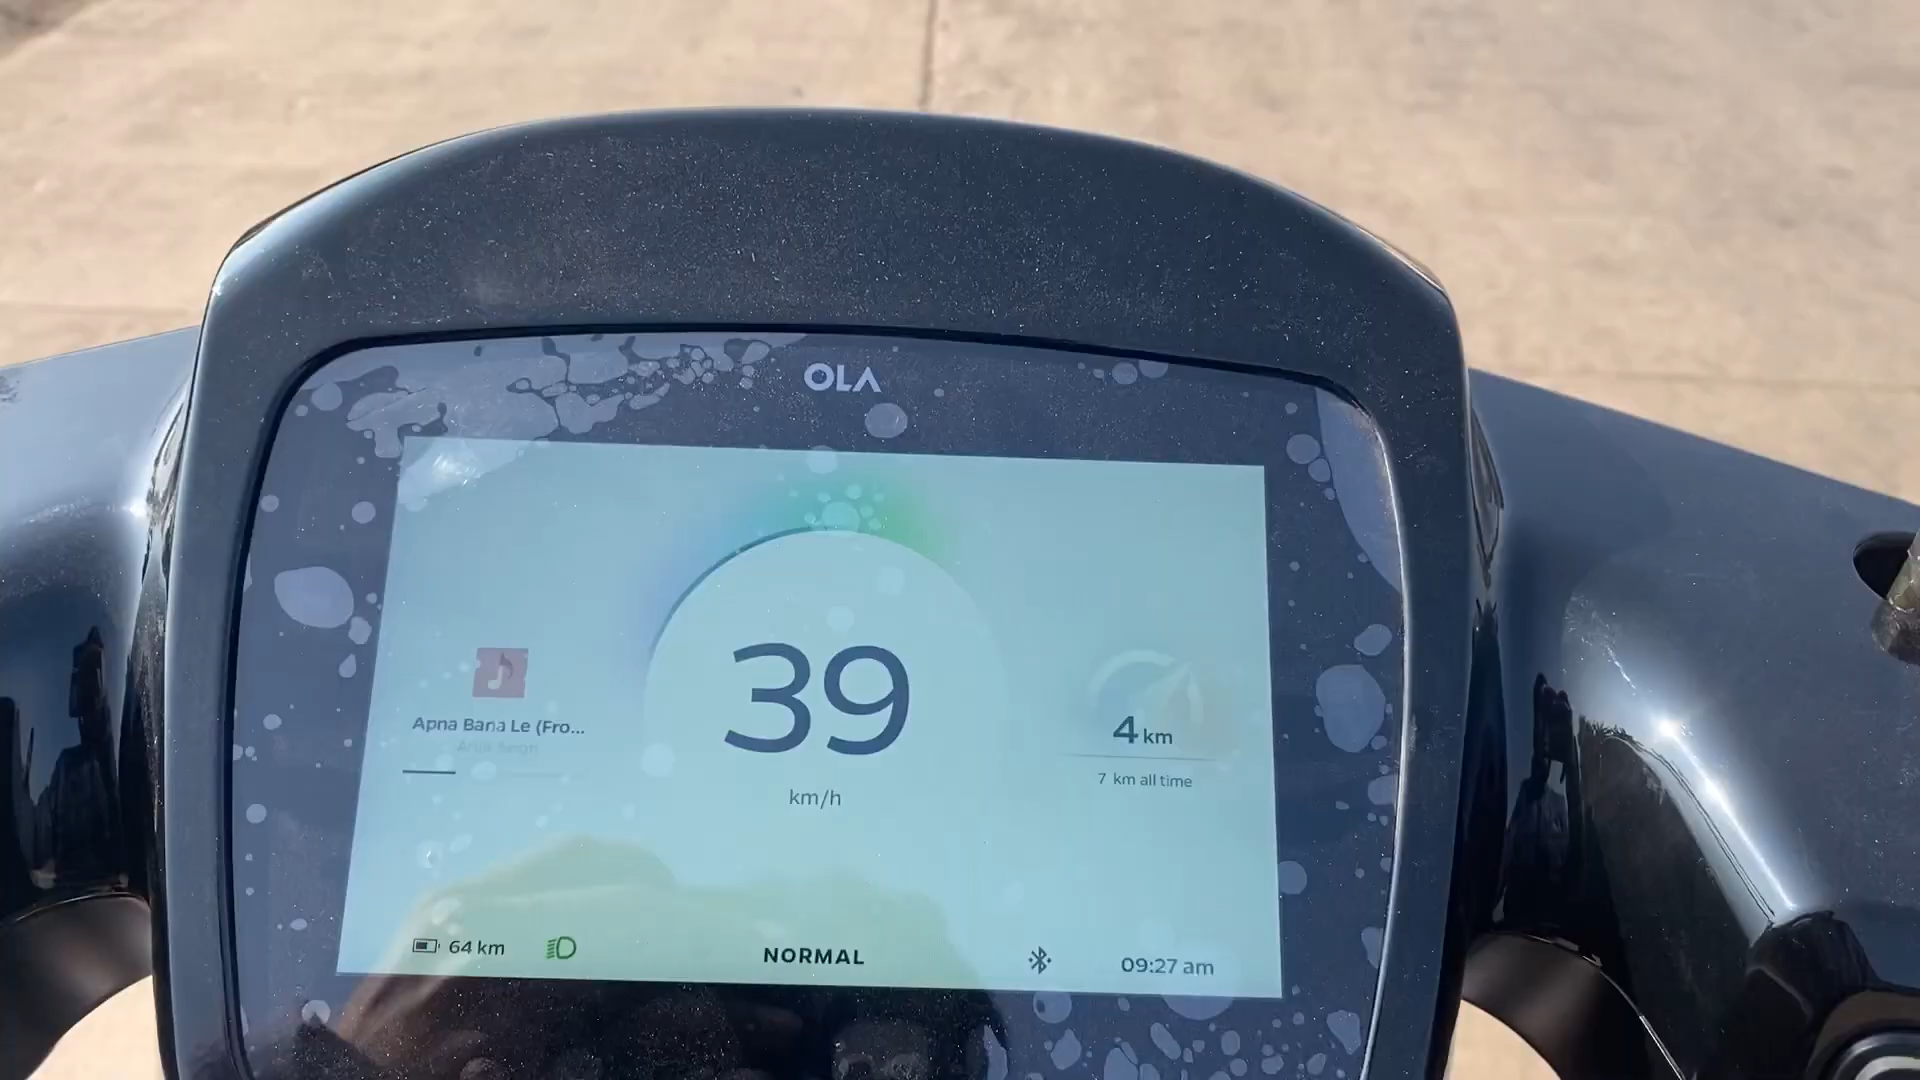 OLA
Apna Bana Le (Fro...
39
km/h
4 km
7 km all time
64 km
NORMAL
09:27 am